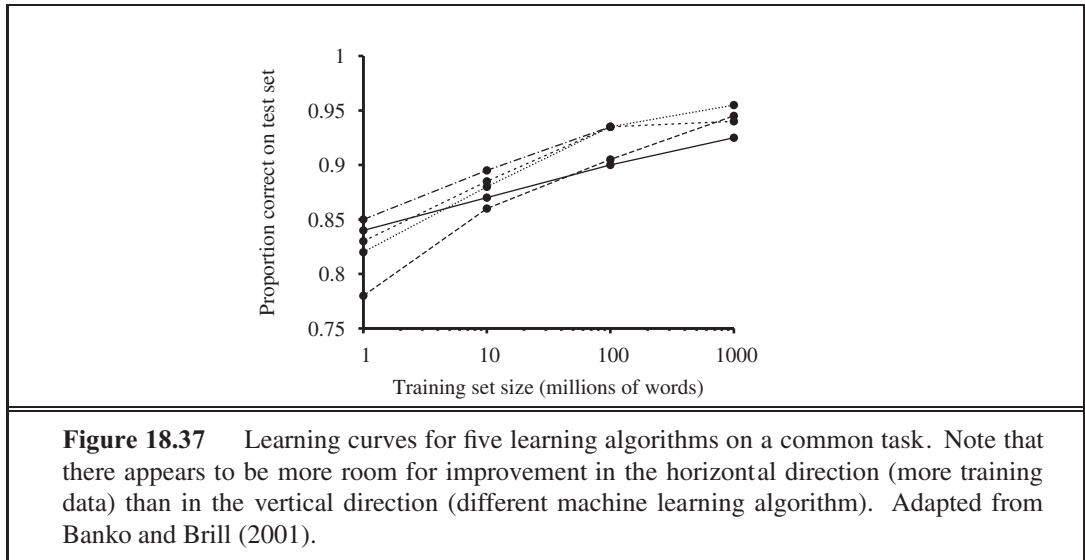 1
0.95
0.9
0.85
0.8
0.75
Proportion correct on test set
1 10 100 1000
Training set size (millions of words)
Figure 18.37 Learning curves for five learning algorithms on a common task. Note that
there appears to be more room for improvement in the horizontal direction (more training
data) than in the vertical direction (different machine learning algorithm). Adapted from
Banko and Brill (2001).